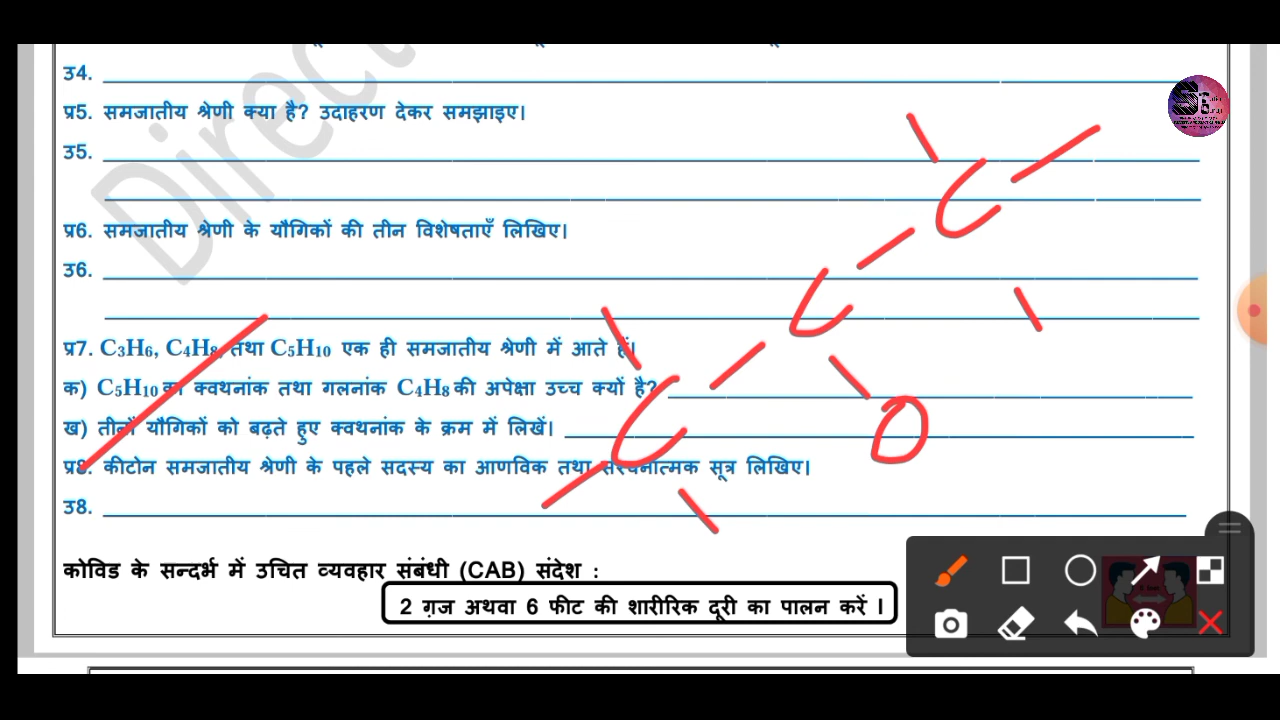 Direct
उ4.
प्र5. समजातीय श्रेणी क्या है? उदाहरण देकर समझाइए।
उ5.
प्र6. समजातीय श्रेणी के यौगिकों की तीन विशेषताएँ लिखिए।
उ6.
प्र7. C₃H₆, C₄H₈, तथा C₅H₁₀ एक ही समजातीय श्रेणी में आते हैं।
क) C₅H₁₀ का क्वथनांक तथा गलनांक C₄H₈ की अपेक्षा उच्च क्यों है?
ख) तीनों यौगिकों को बढ़ते हुए क्वथनांक के क्रम में लिखें।
प्र8. कीटोन समजातीय श्रेणी के पहले सदस्य का आणविक तथा संरचनात्मक सूत्र लिखिए।
उ8.
C
C
C
O
कोविड के सन्दर्भ में उचित व्यवहार संबंधी (CAB) संदेश :
2 ग़ज अथवा 6 फीट की शारीरिक दूरी का पालन करें ।